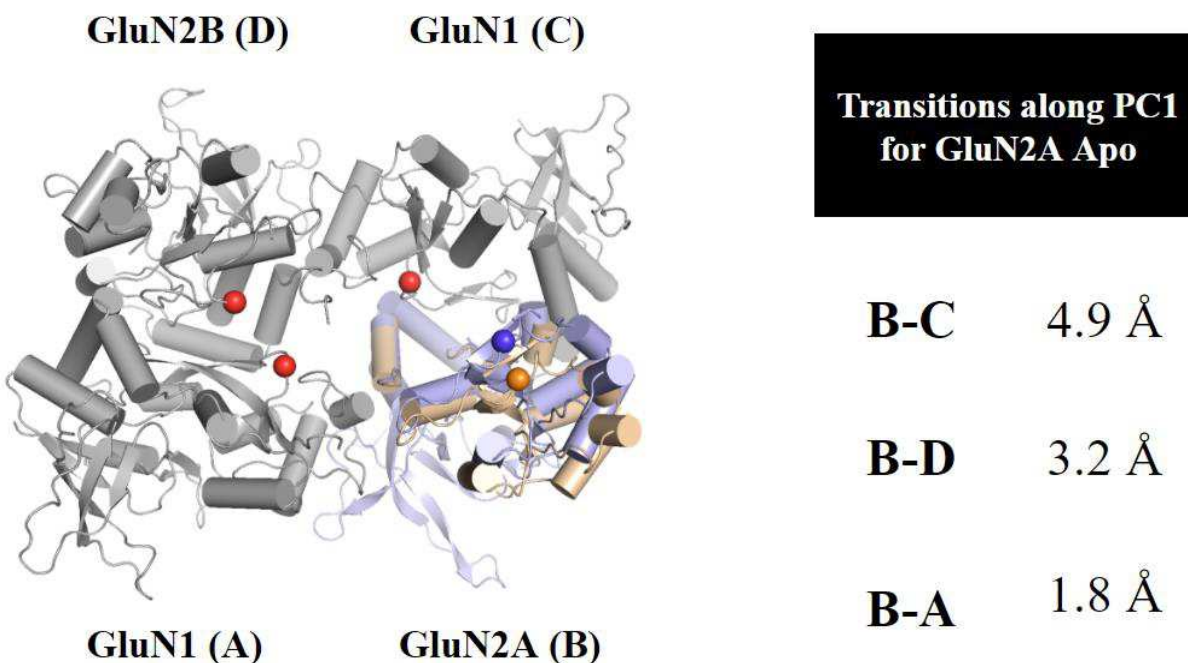 GluN2B (D)
GluN1 (C)
GluN1 (A)
GluN2A (B)
Transitions along PC1
for GluN2A Apo
B-C 4.9 Å
B-D 3.2 Å
B-A 1.8 Å